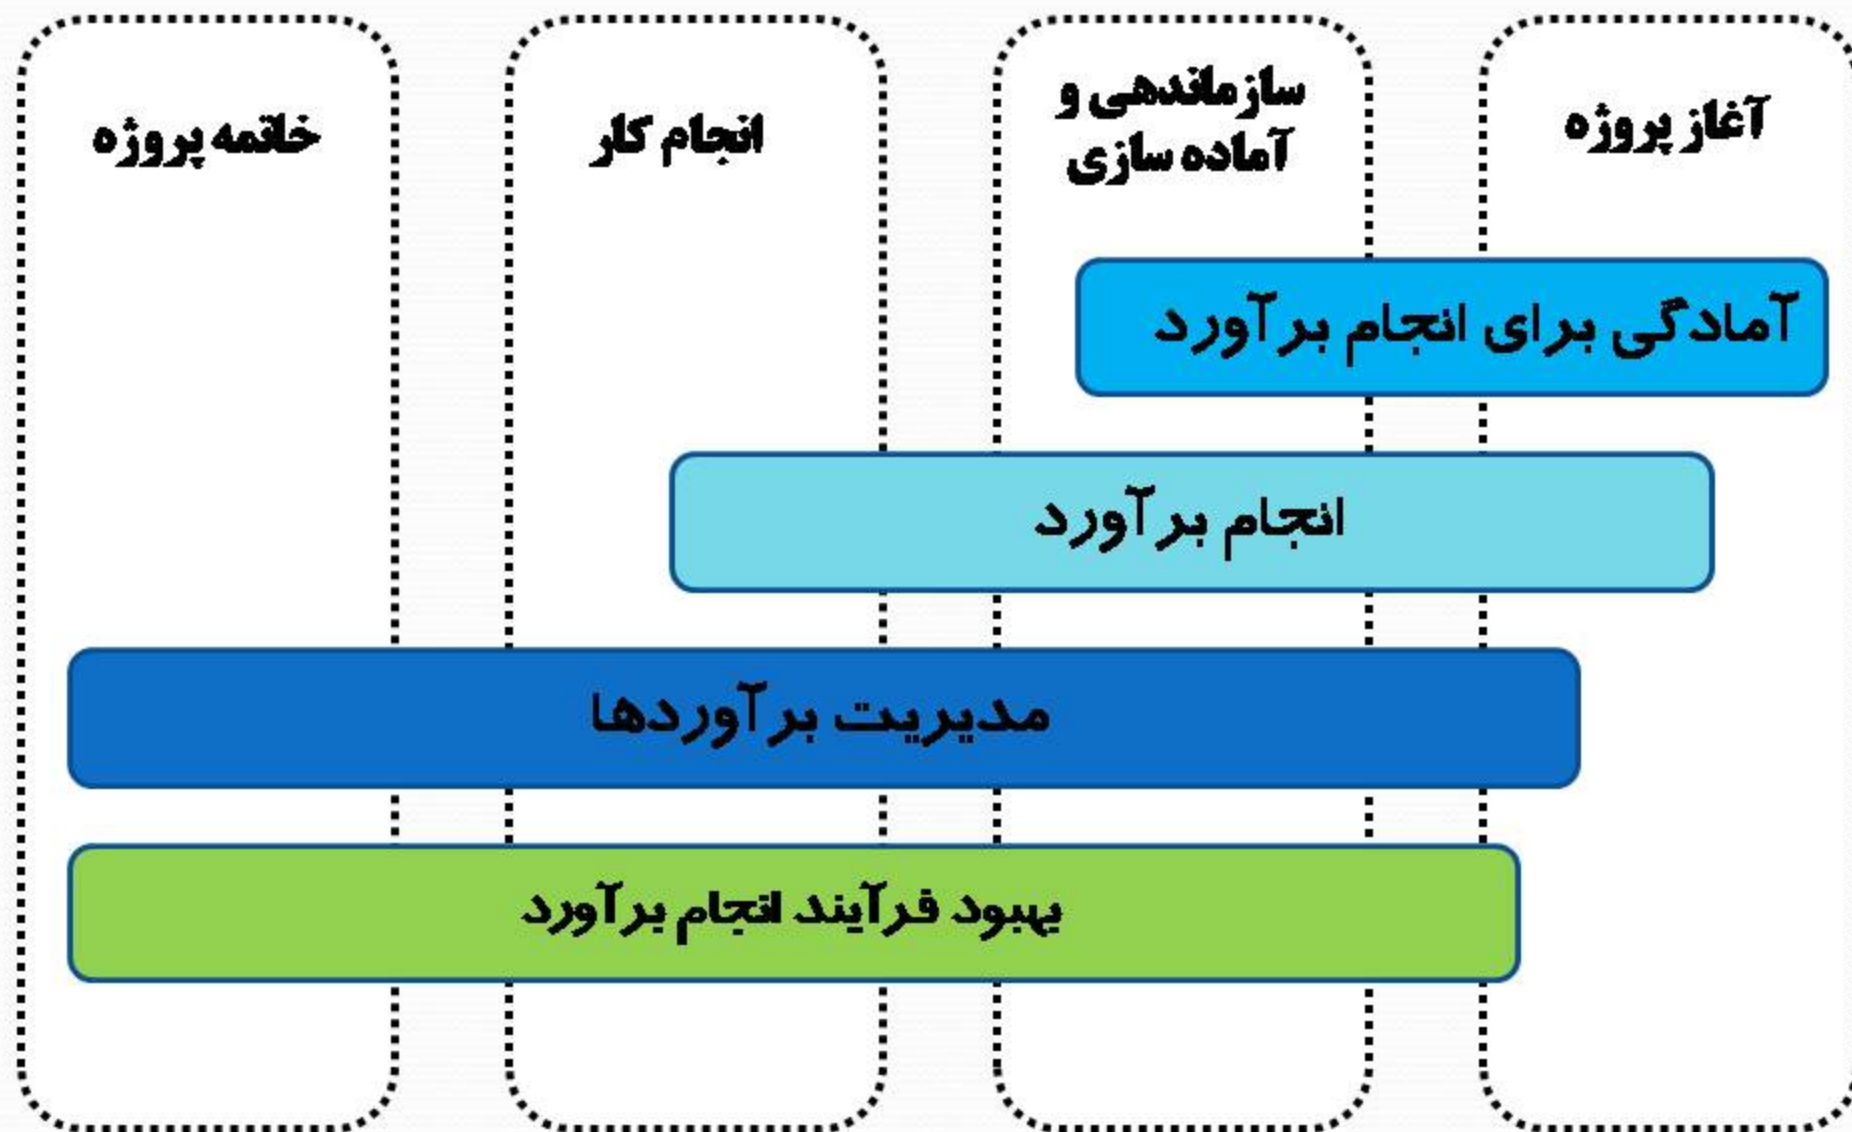 آغاز پروژه
سازماندهی و
آماده سازی
انجام کار
خاتمه پروژه
آمادگی برای انجام برآورد
انجام برآورد
مدیریت برآوردها
بهبود فرآیند انجام برآورد